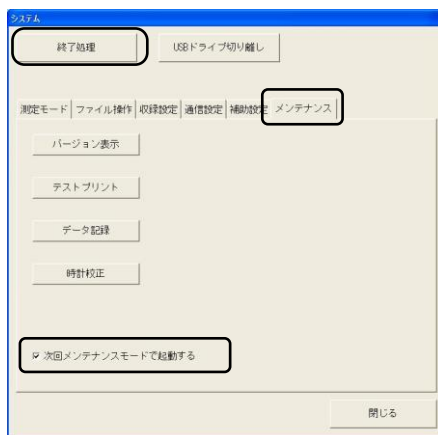 システム
終了処理
USBドライブ切り離し
測定モード ファイル操作 収録設定 通信設定 補助設定 メンテナンス
バージョン表示
テストプリント
データ記録
時計校正
次回メンテナンスモードで起動する
閉じる